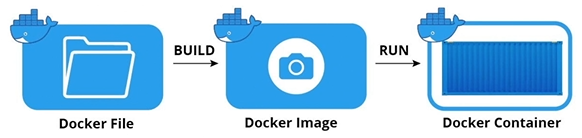 BUILD
RUN
Docker File
Docker Image
Docker Container